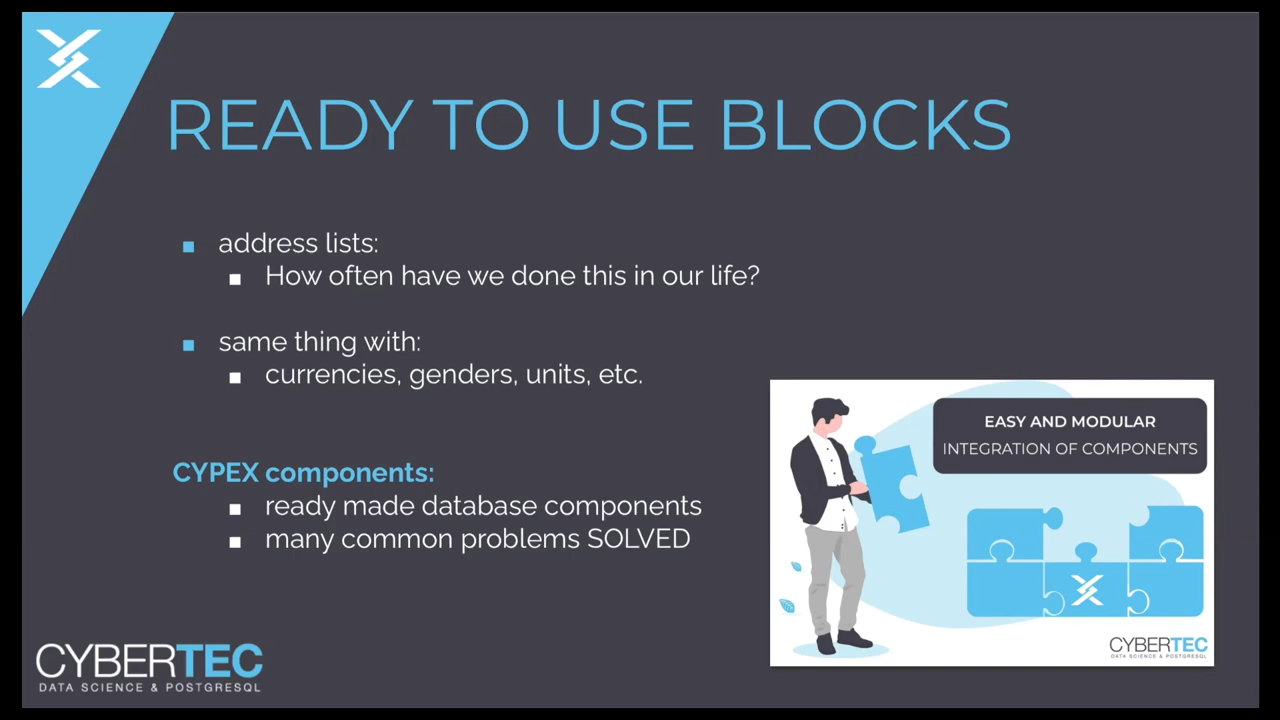 READY TO USE BLOCKS
address lists:
How often have we done this in our life?
same thing with:
currencies, genders, units, etc.
CYPEX components:
ready made database components
many common problems SOLVED
EASY AND MODULAR
INTEGRATION OF COMPONENTS
CYBERTEC
DATA SCIENCE & POSTGRESQL
CYBERTEC
DATA SCIENCE & POSTGRESQL